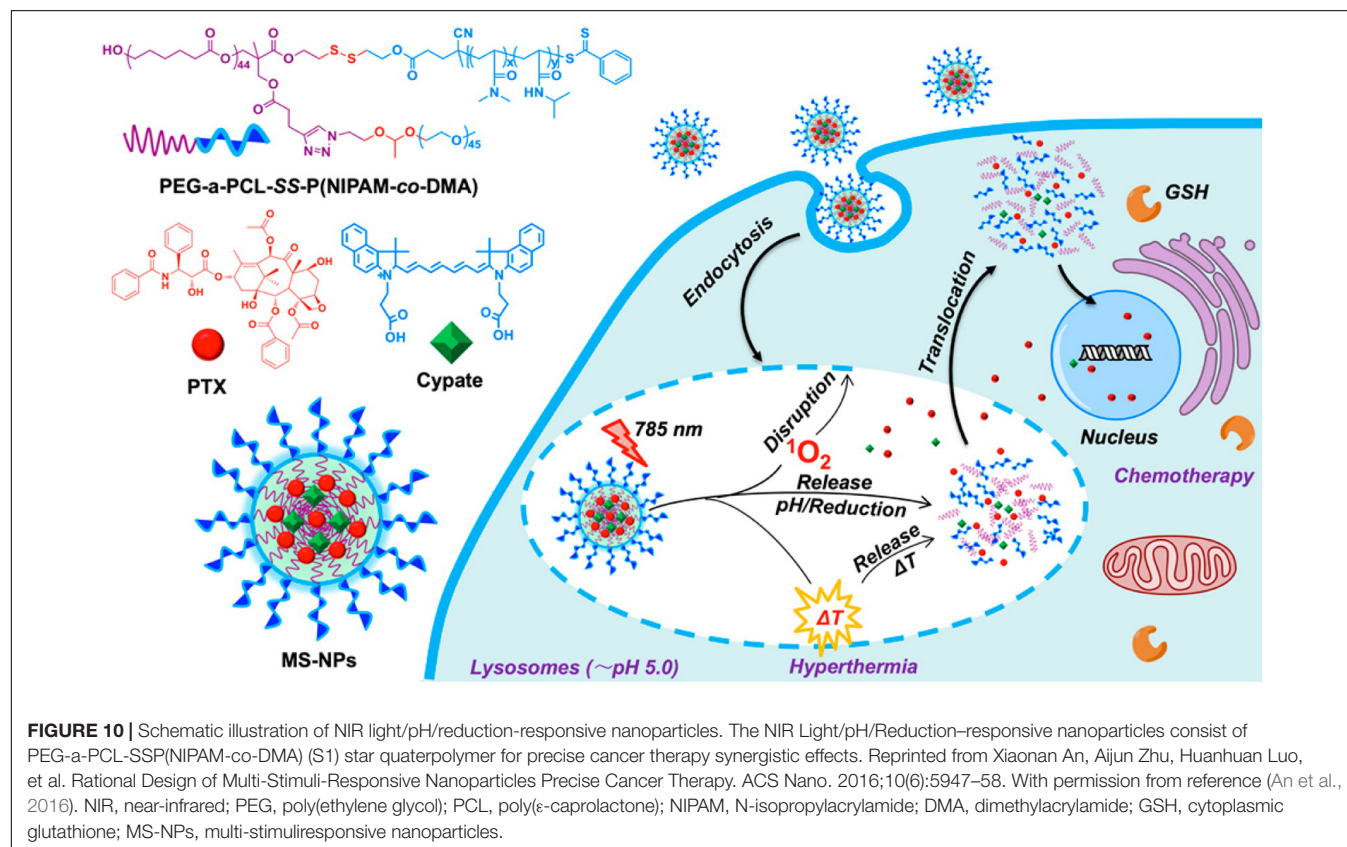 HO
O
O
44
O
O
O
O
S
S
O
O
CN
x
y
S
S
O
N
O
HN
O
O
N
N=N
O
O
O
45
PEG-a-PCL-SS-P(NIPAM-co-DMA)
PTX
Cypate
MS-NPs
Endocytosis
785 nm
Disruption
¹O₂
Release
pH/Reduction
Release
ΔT
ΔT
Translocation
GSH
Nucleus
Chemotherapy
Lysosomes (~pH 5.0)
Hyperthermia
FIGURE 10 | Schematic illustration of NIR light/pH/reduction-responsive nanoparticles. The NIR Light/pH/Reduction–responsive nanoparticles consist of
PEG-a-PCL-SSP(NIPAM-co-DMA) (S1) star quaterpolymer for precise cancer therapy synergistic effects. Reprinted from Xiaonan An, Aijun Zhu, Huanhuan Luo,
et al. Rational Design of Multi-Stimuli-Responsive Nanoparticles Precise Cancer Therapy. ACS Nano. 2016;10(6):5947–58. With permission from reference (An et al.,
2016). NIR, near-infrared; PEG, poly(ethylene glycol); PCL, poly(ε-caprolactone); NIPAM, N-isopropylacrylamide; DMA, dimethylacrylamide; GSH, cytoplasmic
glutathione; MS-NPs, multi-stimuliresponsive nanoparticles.